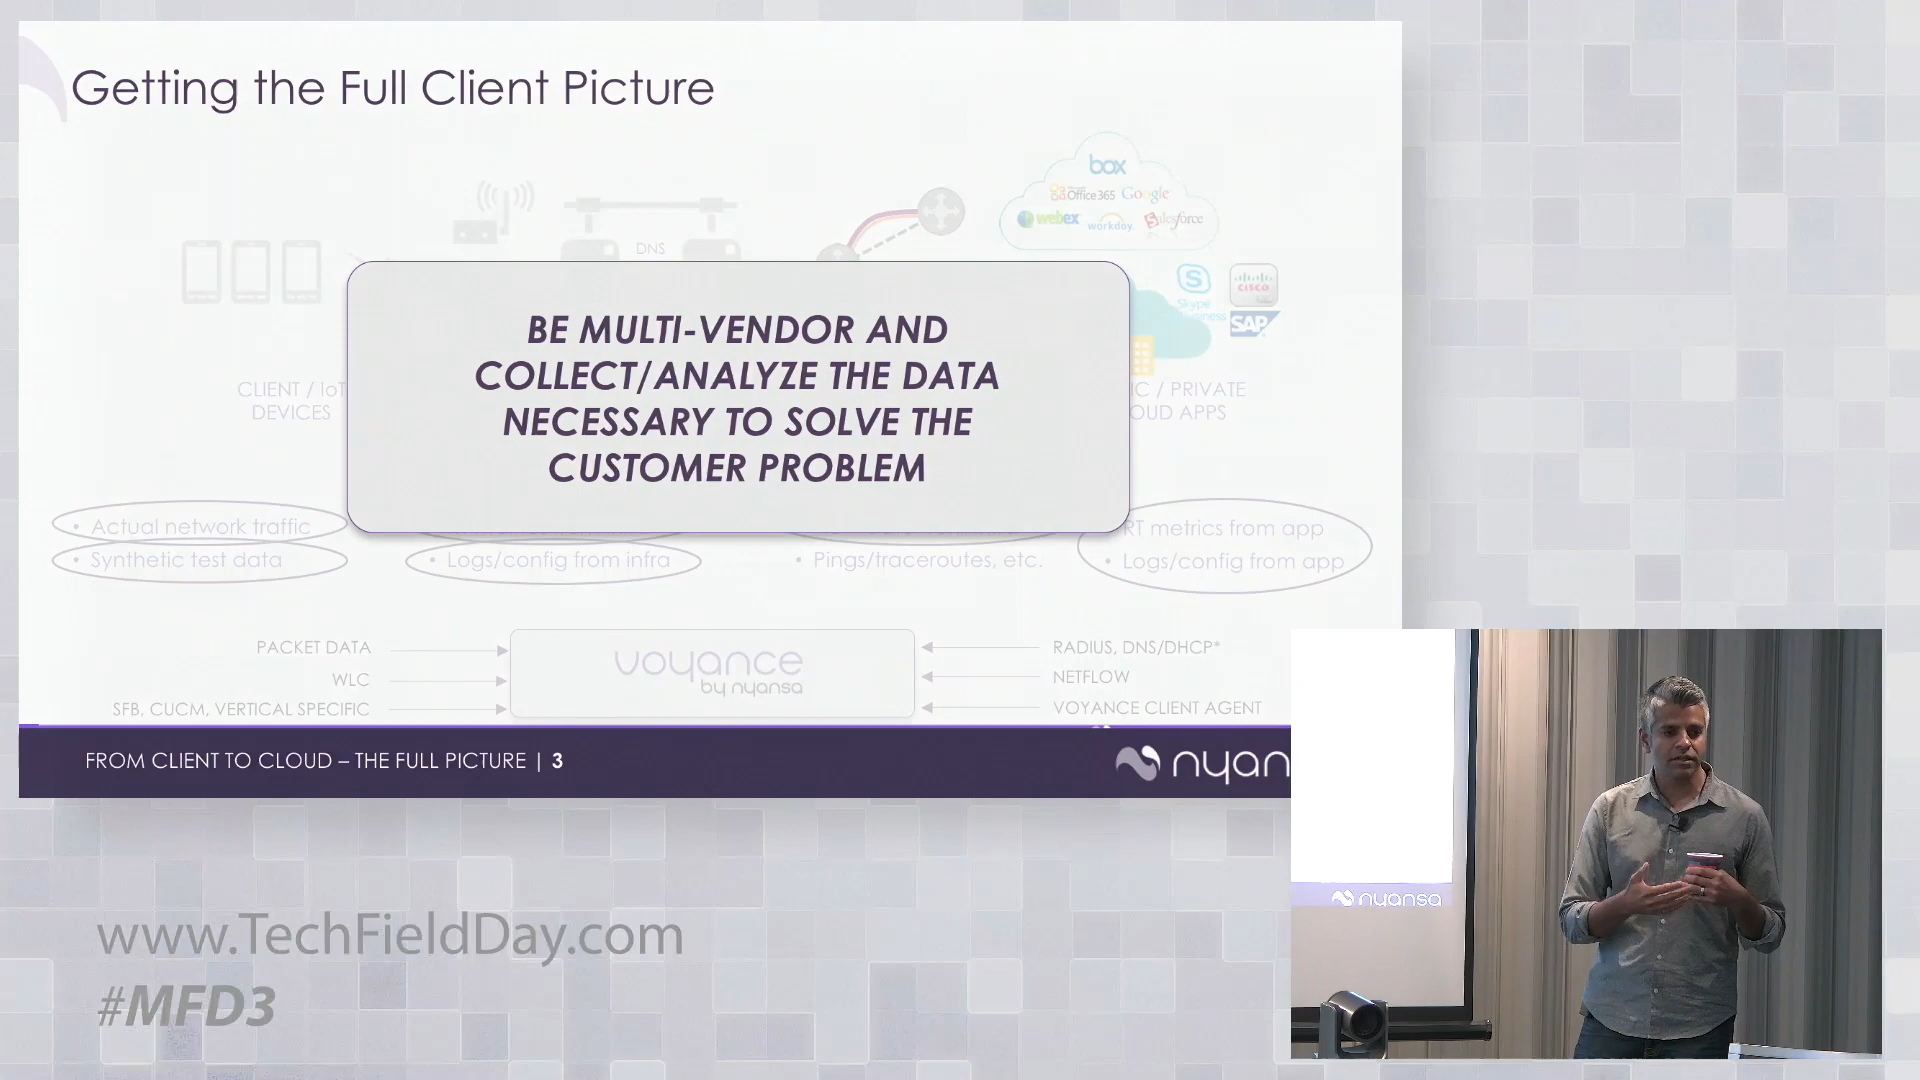 Getting the Full Client Picture
box
Office 365 Google
webex workday salesforce
DNS
Skype
CISCO
SAP
BE MULTI-VENDOR AND
COLLECT/ANALYZE THE DATA
NECESSARY TO SOLVE THE
CUSTOMER PROBLEM
CLIENT / IoT
DEVICES
/ PRIVATE
APPS
• Actual network traffic
• Synthetic test data
• Logs/config from infra
• Pings/traceroutes, etc.
RT metrics from app
• Logs/config from app
PACKET DATA
WLC
SFB, CUCM, VERTICAL SPECIFIC
voyance
by nyansa
RADIUS, DNS/DHCP*
NETFLOW
VOYANCE CLIENT AGENT
FROM CLIENT TO CLOUD – THE FULL PICTURE | 3
nyan
nyansa
www.TechFieldDay.com
#MFD3